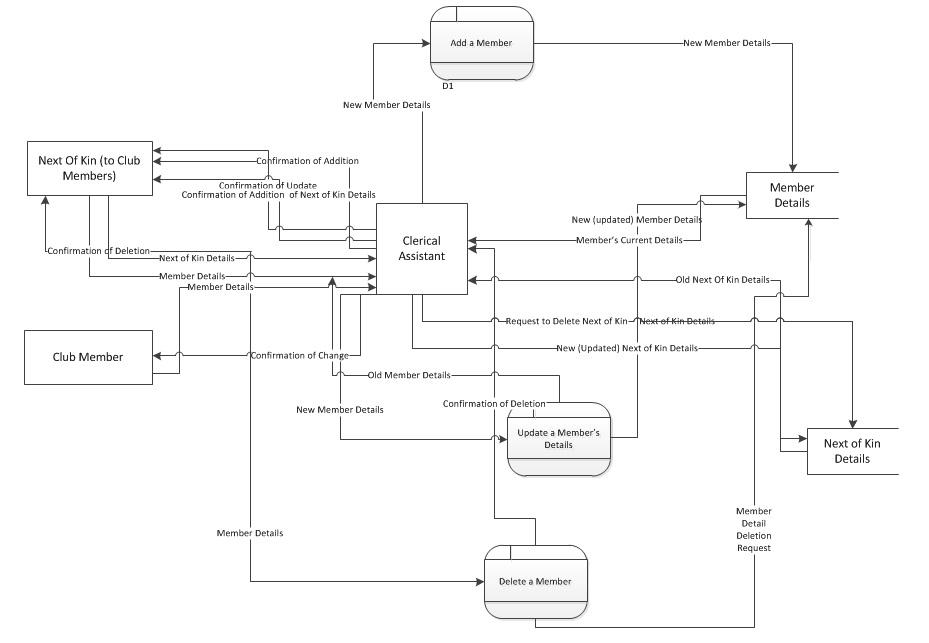 Add a Member
New Member Details
D1
New Member Details
Next Of Kin (to Club
Members)
Confirmation of Addition
Confirmation of Update
Confirmation of Addition of Next of Kin Details
Member
Details
New (updated) Member Details
Clerical
Assistant
Member's Current Details
Confirmation of Deletion
Next of Kin Details
Member Details
Member Details
Old Next Of Kin Details
Request to Delete Next of Kin
Next of Kin Details
New (Updated) Next of Kin Details
Club Member
Confirmation of Change
Old Member Details
New Member Details
Confirmation of Deletion
Update a Member's
Details
Next of Kin
Details
Member
Detail
Deletion
Request
Member Details
Delete a Member